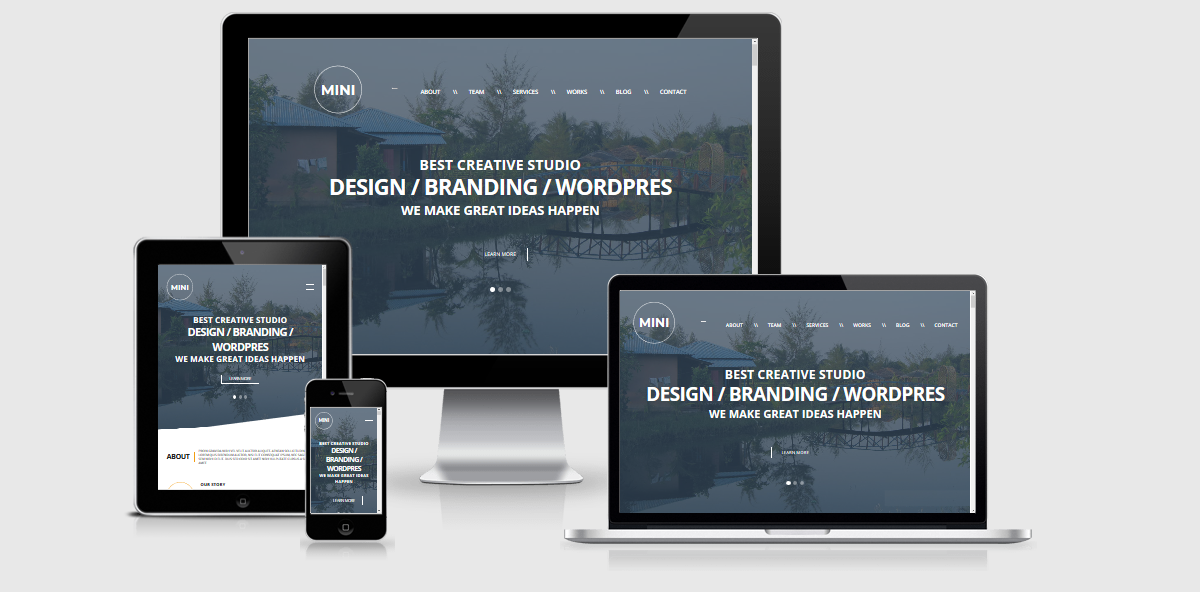 MINI
ABOUT \\ TEAM \\ SERVICES \\ WORKS \\ BLOG \\ CONTACT
BEST CREATIVE STUDIO
DESIGN / BRANDING / WORDPRES
WE MAKE GREAT IDEAS HAPPEN
LEARN MORE
MINI
BEST CREATIVE STUDIO
DESIGN / BRANDING /
WORDPRES
WE MAKE GREAT IDEAS HAPPEN
LEARN MORE
ABOUT
OUR STORY
MINI
BEST CREATIVE STUDIO
DESIGN /
BRANDING /
WORDPRES
WE MAKE GREAT IDEAS
HAPPEN
LEARN MORE
MINI
ABOUT \\ TEAM \\ SERVICES \\ WORKS \\ BLOG \\ CONTACT
BEST CREATIVE STUDIO
DESIGN / BRANDING / WORDPRES
WE MAKE GREAT IDEAS HAPPEN
LEARN MORE